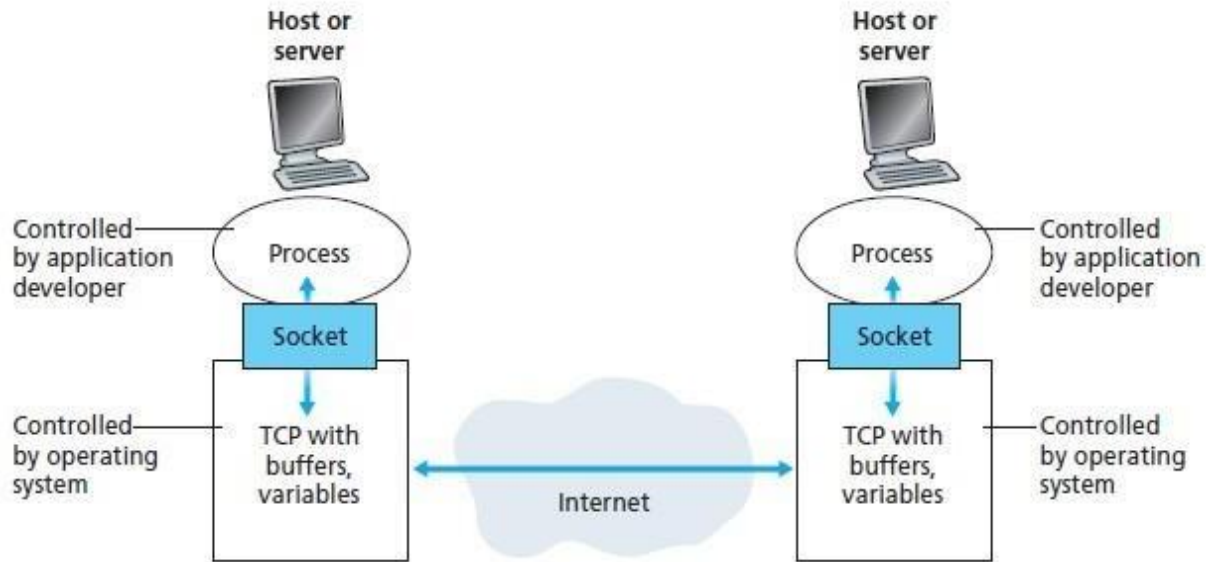 Host or
server
Host or
server
Controlled
by application
developer
Process
Process
Controlled
by application
developer
Socket
Socket
Controlled
by operating
system
TCP with
buffers,
variables
Internet
TCP with
buffers,
variables
Controlled
by operating
system